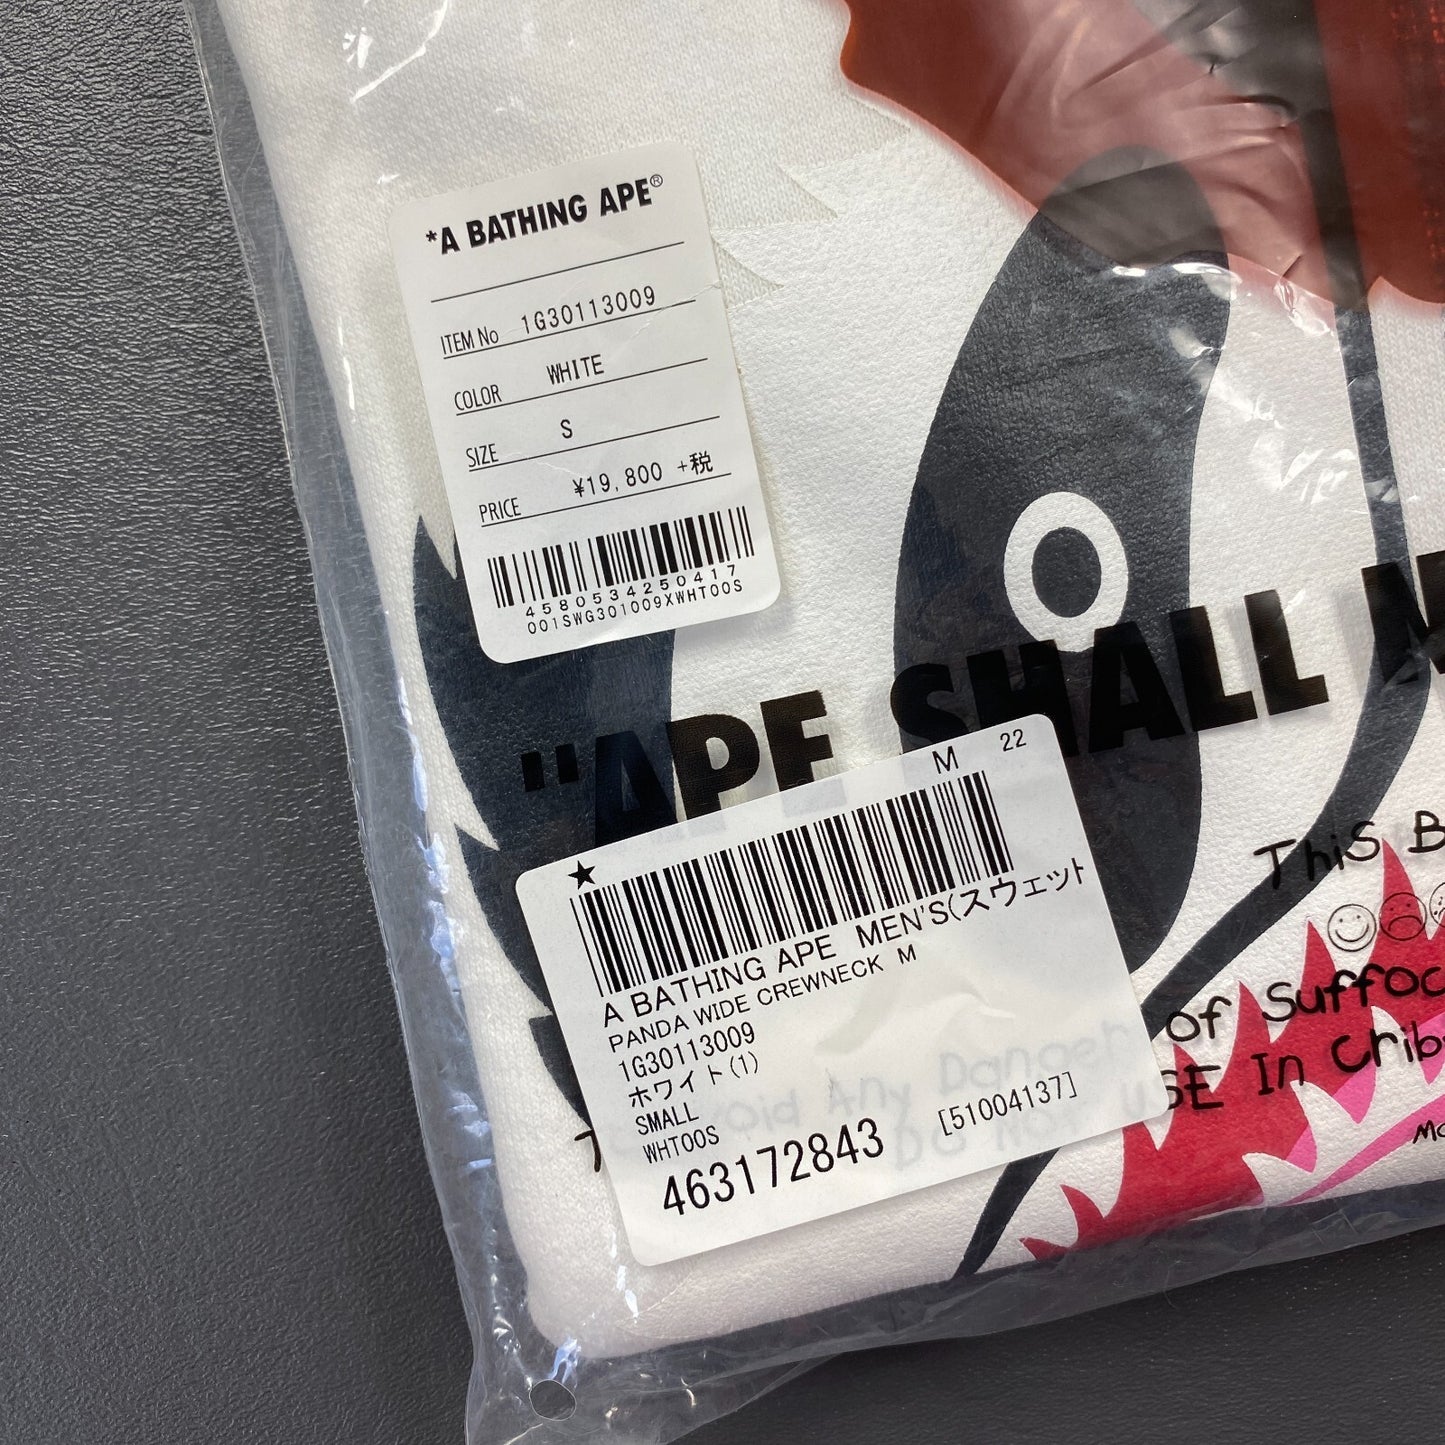 *A BATHING APE®
ITEM No 1G30113009
COLOR WHITE
SIZE S
PRICE ¥19,800 +税
4580534250417
001SWG301009XWHT00S
"APE SHALL
M 22
★
A BATHING APE MEN'S(スウェット
PANDA WIDE CREWNECK M
1G30113009
ホワイト(1)
SMALL
WHT00S
463172843 [51004137]
THiS B
Any Danger of Suffoc
DO NOT USE In Crib